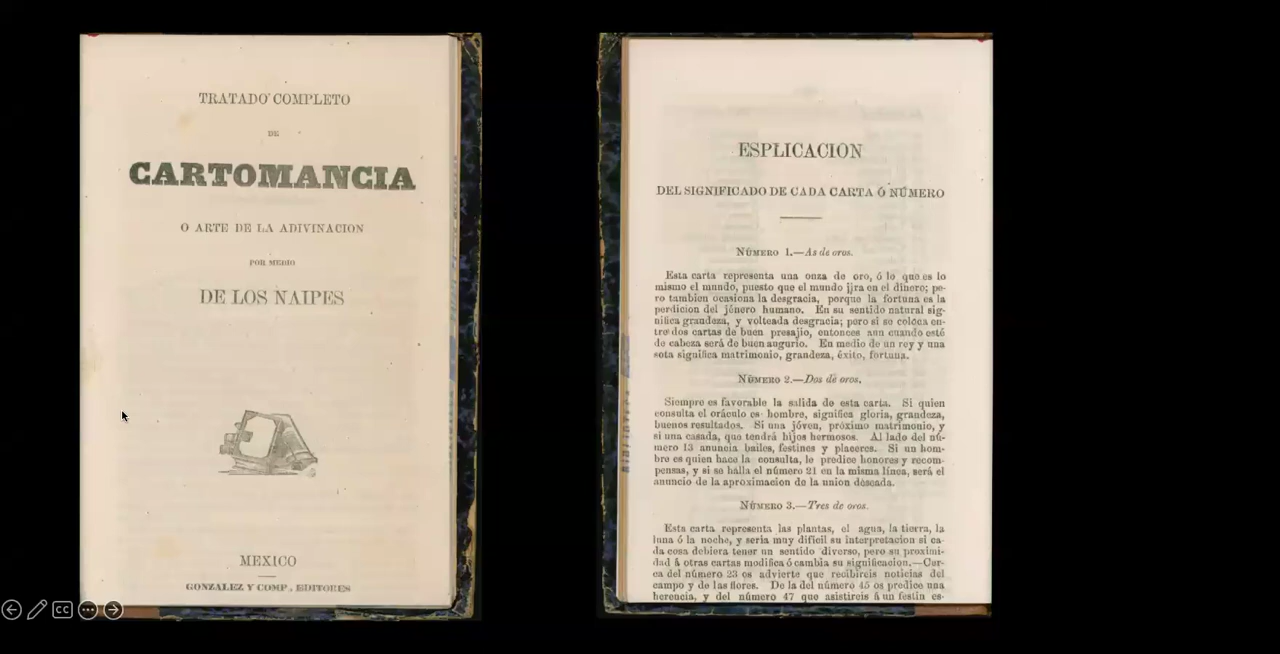 TRATADO COMPLETO
DE
CARTOMANCIA
O ARTE DE LA ADIVINACION
POR MEDIO
DE LOS NAIPES
MEXICO
GONZALEZ Y COMP., EDITORES
ESPLICACION
DEL SIGNIFICADO DE CADA CARTA Ó NÚMERO
NÚMERO 1.—As de oros.
Esta carta representa una onza de oro, ó lo que es lo
mismo el mundo, puesto que el mundo jira en el dinero; pe-
ro tambien ocasiona la desgracia, porque la fortuna es la
perdicion del jénero humano. En su sentido natural sig-
nifica grandeza, y volteada desgracia; pero si se coloca en-
tre dos cartas de buen presajio, entonces aun cuando esté
de cabeza será de buen augurio. En medio de un rey y una
sota significa matrimonio, grandeza, éxito, fortuna.
NÚMERO 2.—Dos de oros.
Siempre es favorable la salida de esta carta. Si quien
consulta el oráculo es hombre, significa gloria, grandeza,
buenos resultados. Si una jóven, próximo matrimonio, y
si una casada, que tendrá hijos hermosos. Al lado del nú-
mero 13 anuncia bailes, festines y placeres. Si un hom-
bre es quien hace la consulta, le predice honores y recom-
pensas, y si se halla el número 21 en la misma línea, será el
anuncio de la aproximacion de la union deseada.
NÚMERO 3.—Tres de oros.
Esta carta representa las plantas, el agua, la tierra, la
luna ó la noche, y seria muy dificil su interpretacion si ca-
da cosa debiera tener un sentido diverso, pero su proximi-
dad á otras cartas modifica ó cambia su significacion.—Cer-
ca del número 23 os advierte que recibireis noticias del
campo y de las flores. De la del número 45 os predice una
herencia, y del número 47 que asistireis á un festin es-
CC